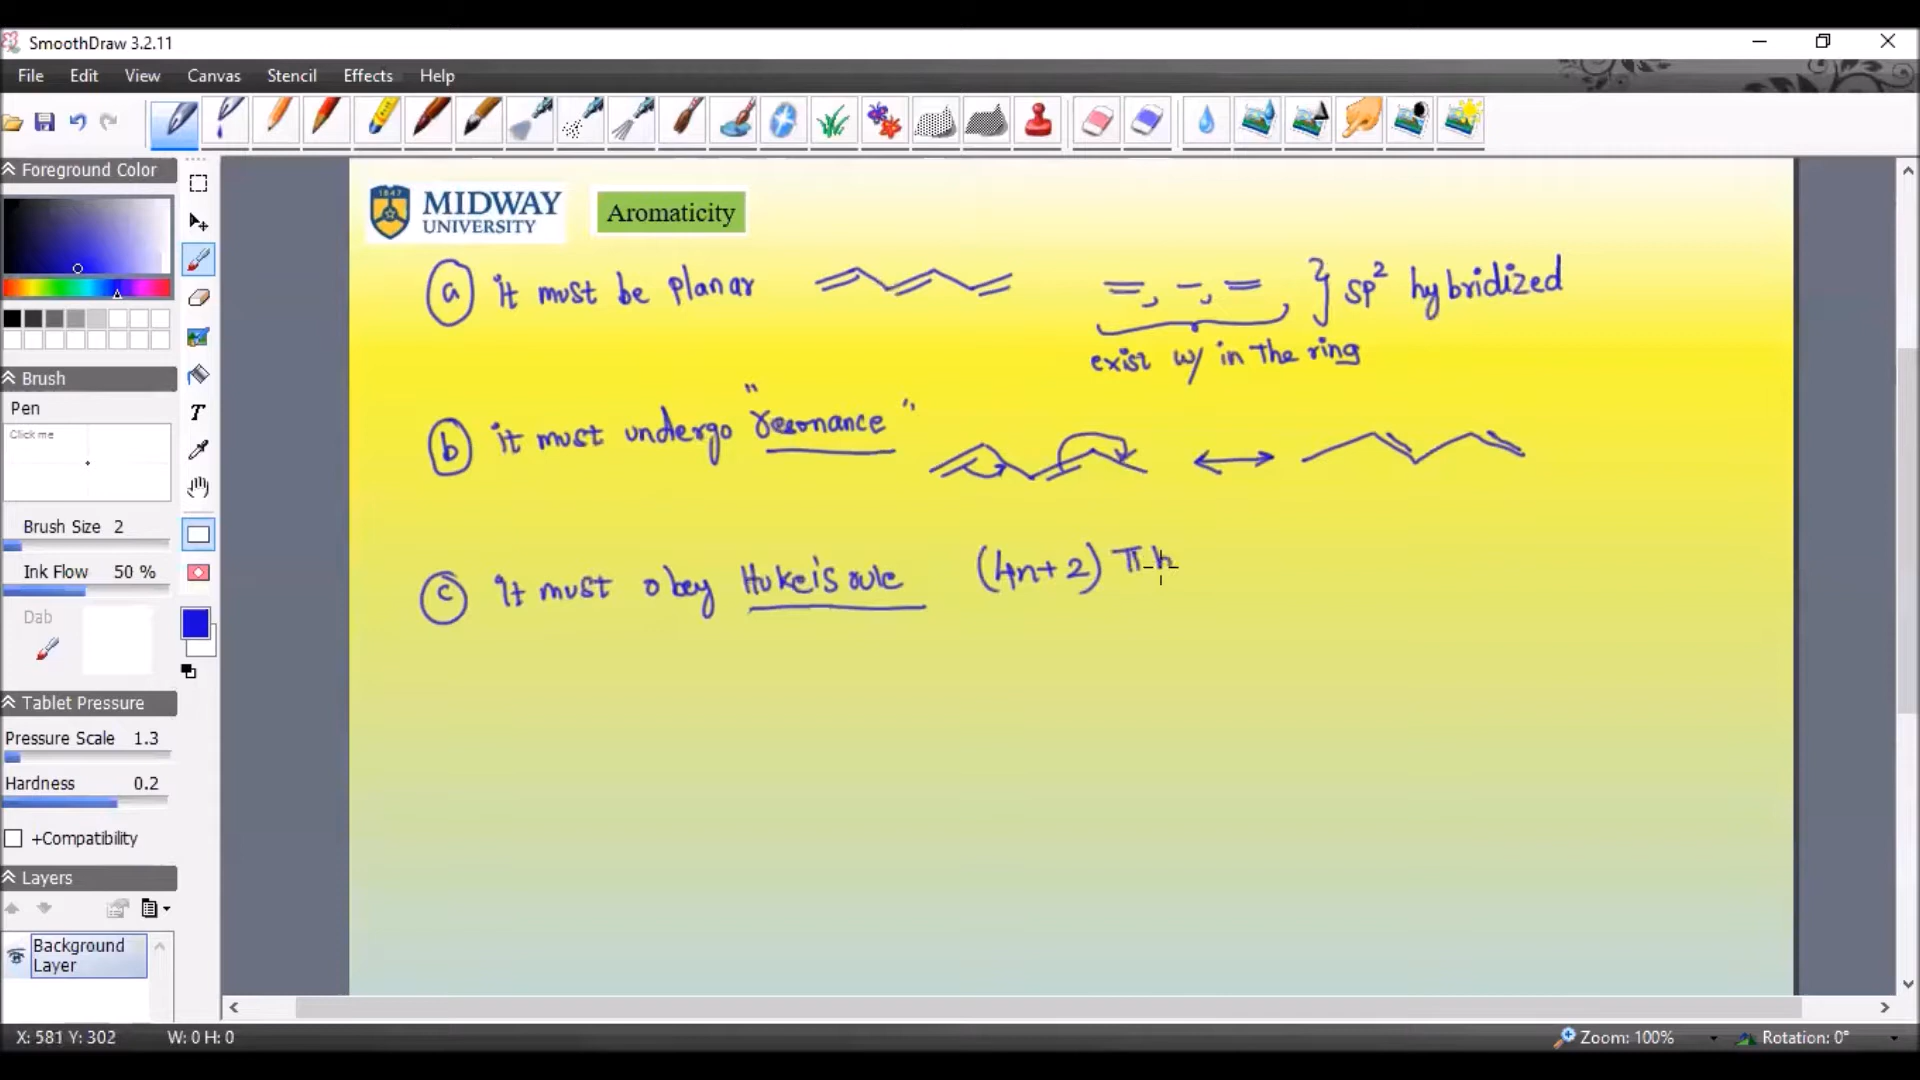 SmoothDraw 3.2.11
File Edit View Canvas Stencil Effects Help
Foreground Color
Brush
Pen
Click me
Brush Size 2
Ink Flow 50 %
Dab
Tablet Pressure
Pressure Scale 1.3
Hardness 0.2
+Compatibility
Layers
Background
Layer
T
1847
MIDWAY
UNIVERSITY
Aromaticity
a it must be planar =, -, =, } sp² hybridized
exist w/ in the ring
b it must undergo "resonance"
c It must obey Hukel's rule (4n+2) π
X: 581 Y: 302 W: 0 H: 0 Zoom: 100% Rotation: 0°